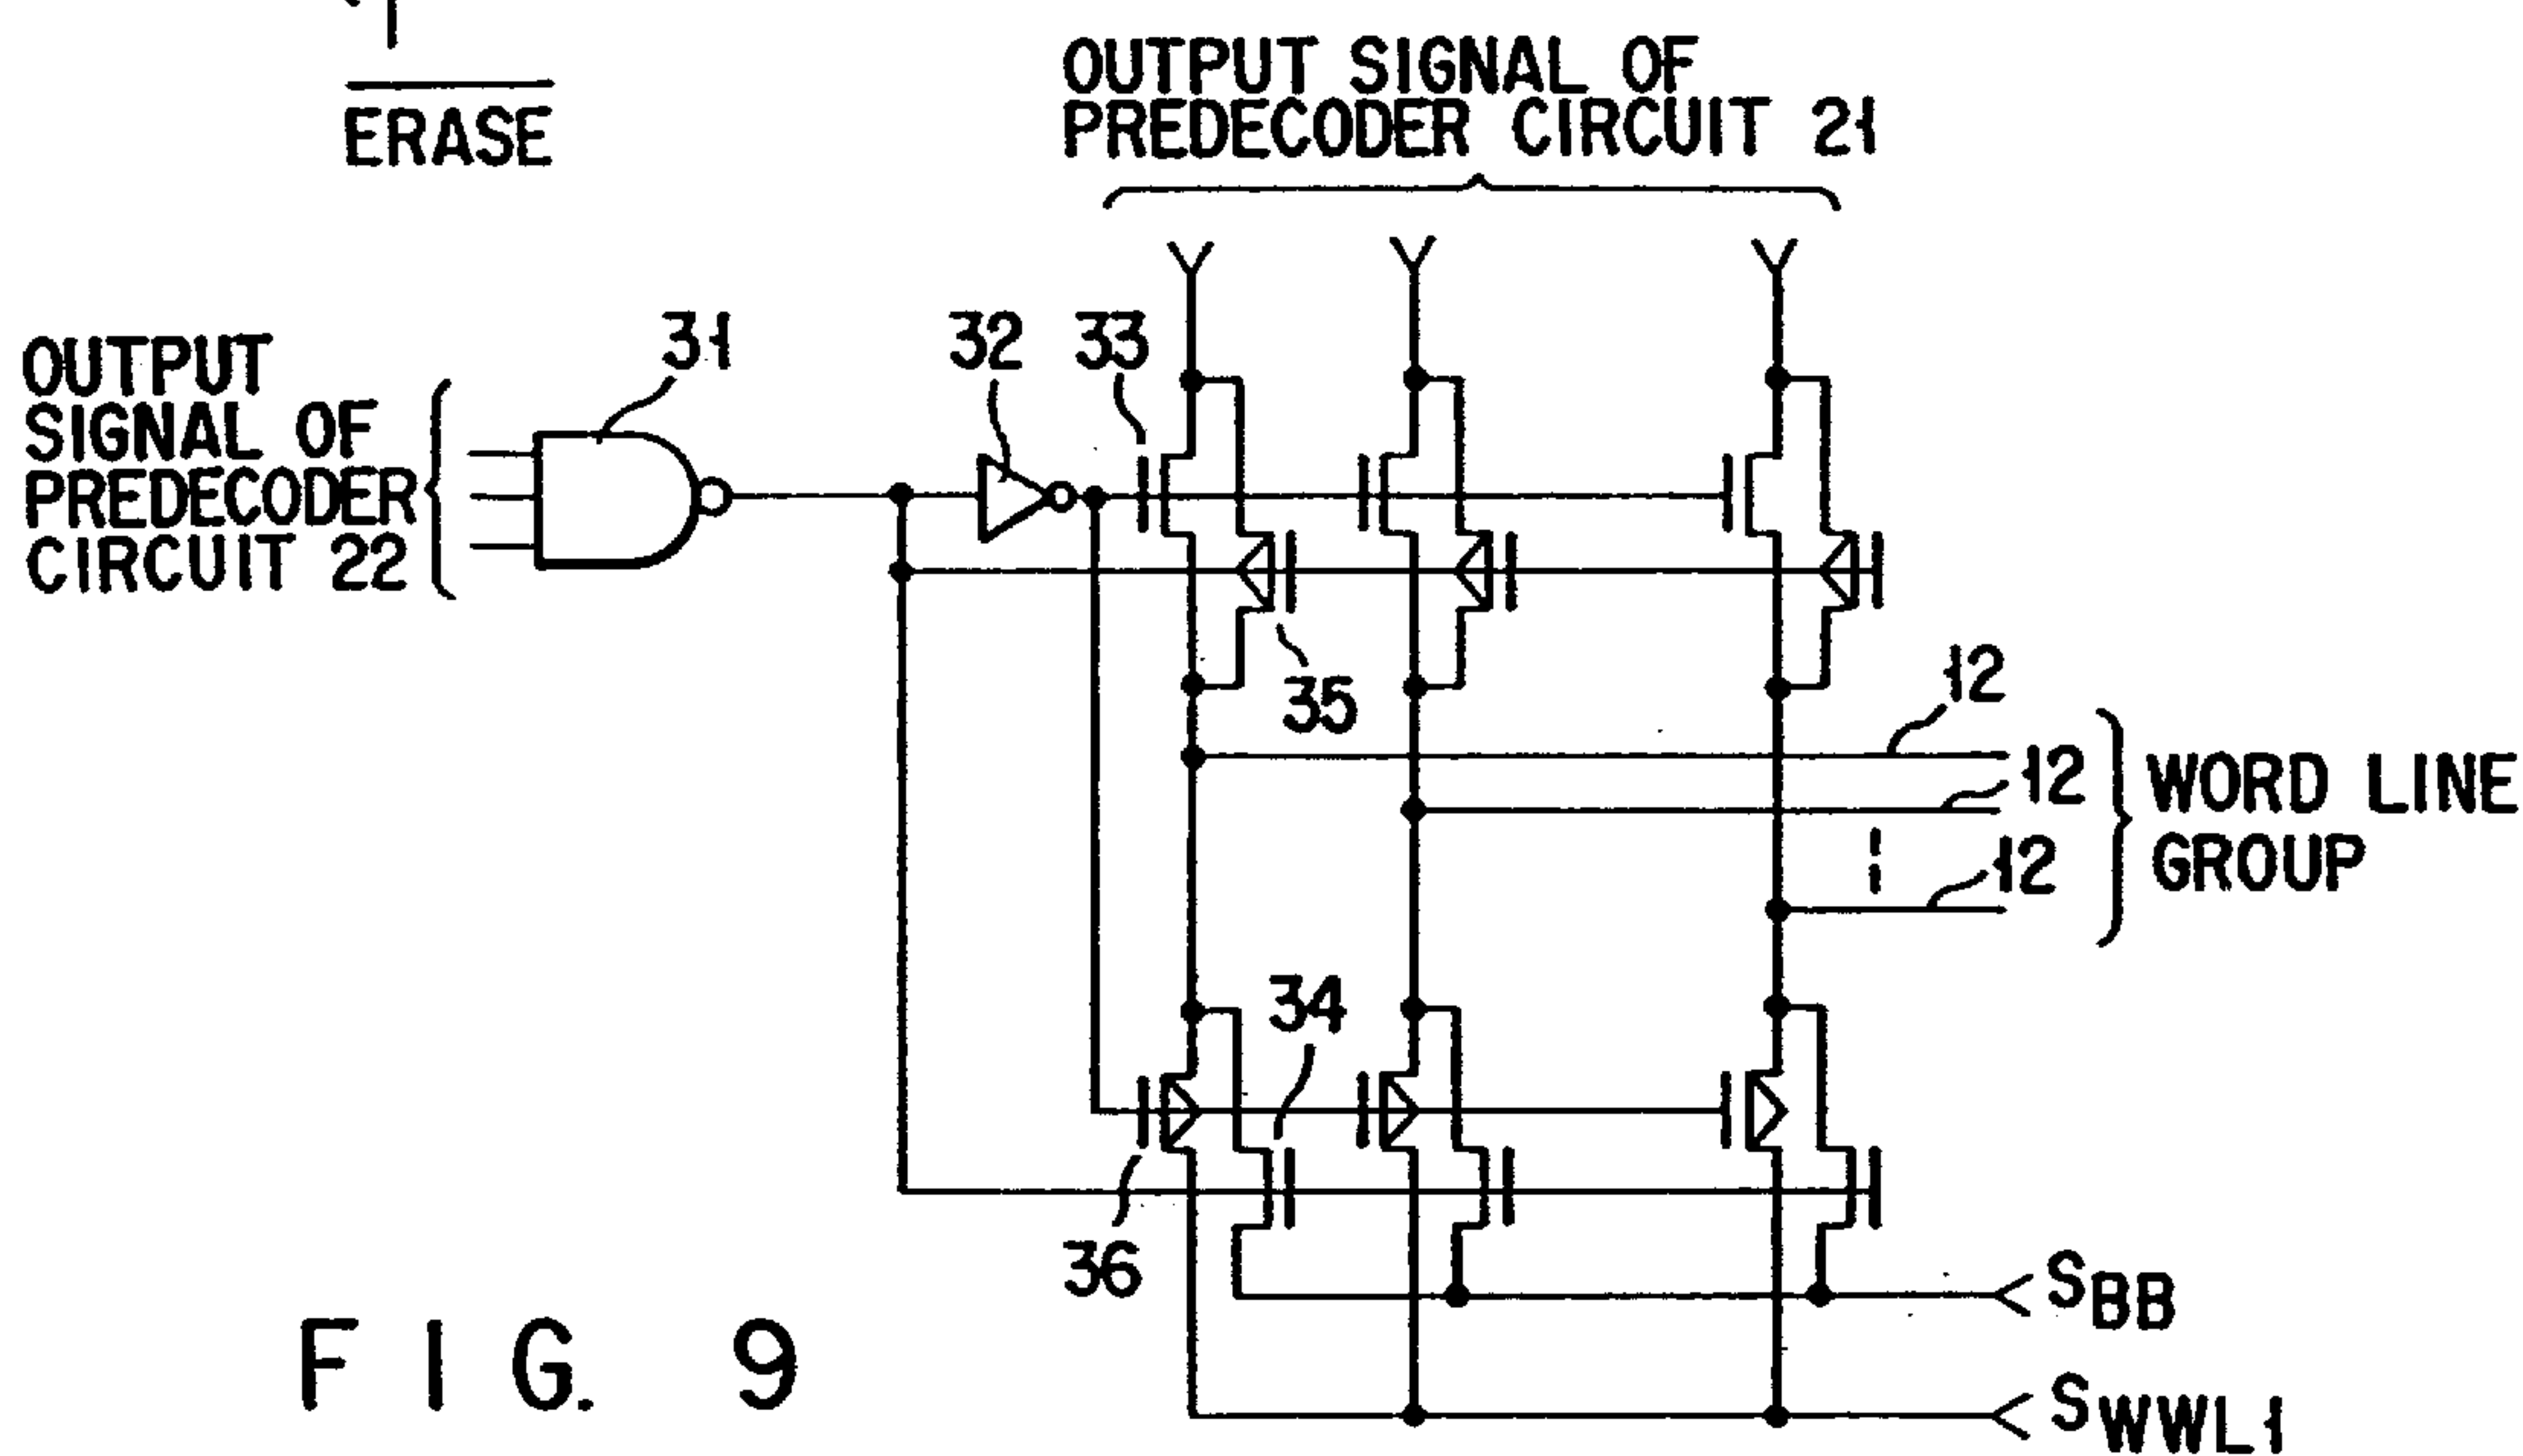 ERASE
OUTPUT SIGNAL OF
PREDECODER CIRCUIT 21
OUTPUT
SIGNAL OF
PREDECODER
CIRCUIT 22
31
32
33
35
12
12
12
WORD LINE
GROUP
34
36
SBB
SWWL1
FIG. 9